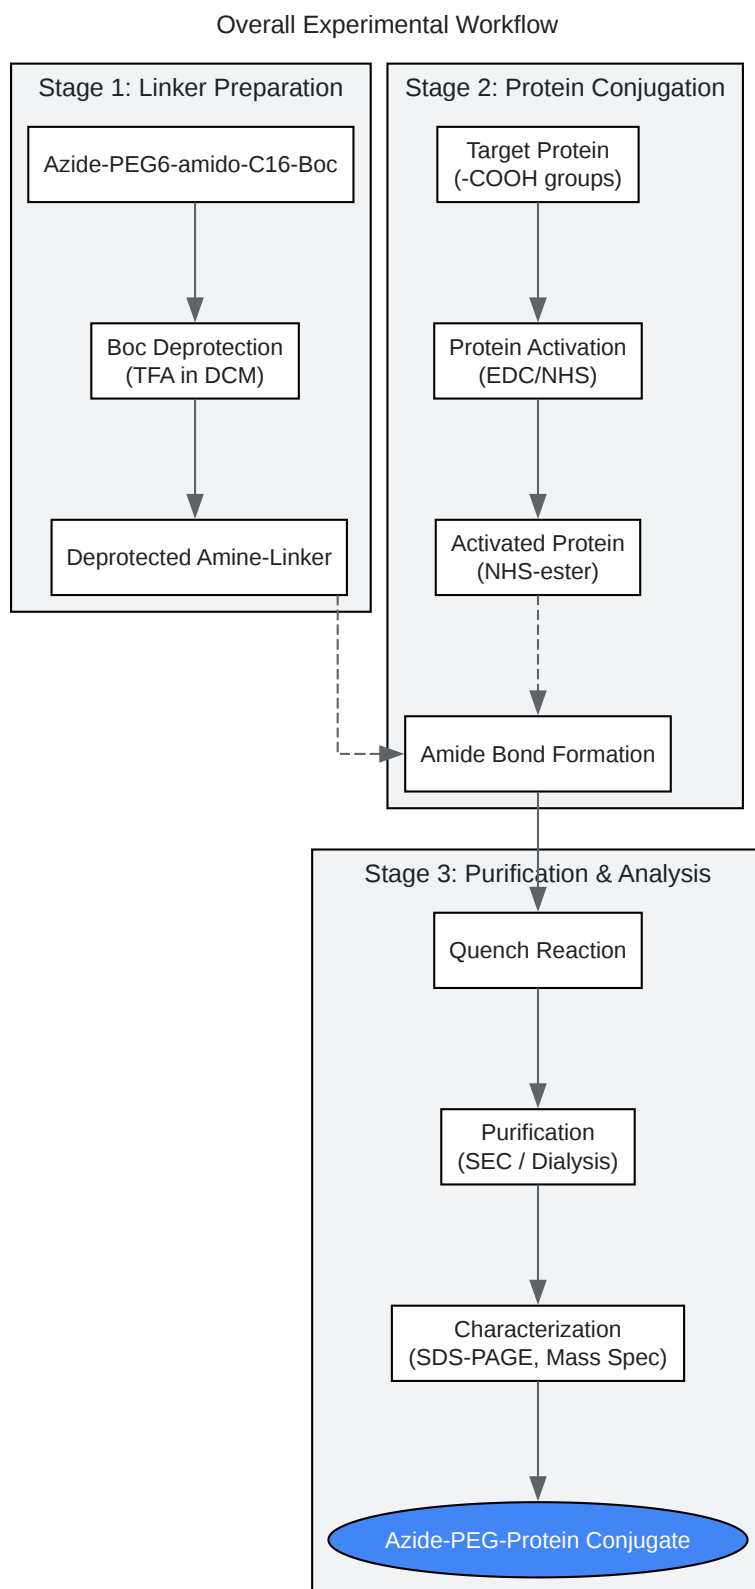 Overall Experimental Workflow
Stage 1: Linker Preparation
Azide-PEG6-amido-C16-Boc
Boc Deprotection
(TFA in DCM)
Deprotected Amine-Linker
Stage 2: Protein Conjugation
Target Protein
(-COOH groups)
Protein Activation
(EDC/NHS)
Activated Protein
(NHS-ester)
Amide Bond Formation
Stage 3: Purification & Analysis
Quench Reaction
Purification
(SEC / Dialysis)
Characterization
(SDS-PAGE, Mass Spec)
Azide-PEG-Protein Conjugate